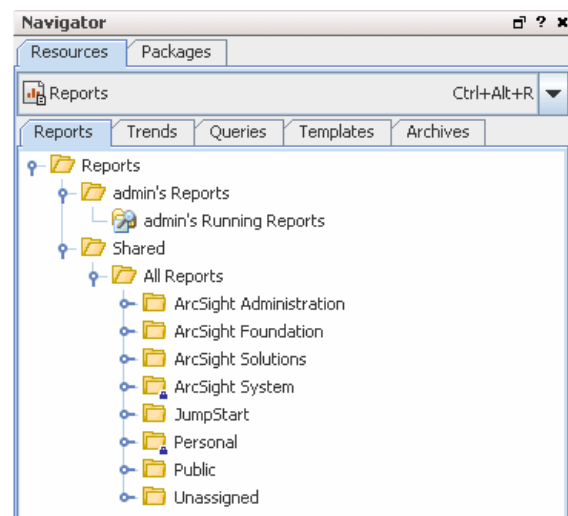 Navigator ?
Resources Packages
Reports Ctrl+Alt+R
Reports Trends Queries Templates Archives
Reports
admin's Reports
admin's Running Reports
Shared
All Reports
ArcSight Administration
ArcSight Foundation
ArcSight Solutions
ArcSight System
JumpStart
Personal
Public
Unassigned